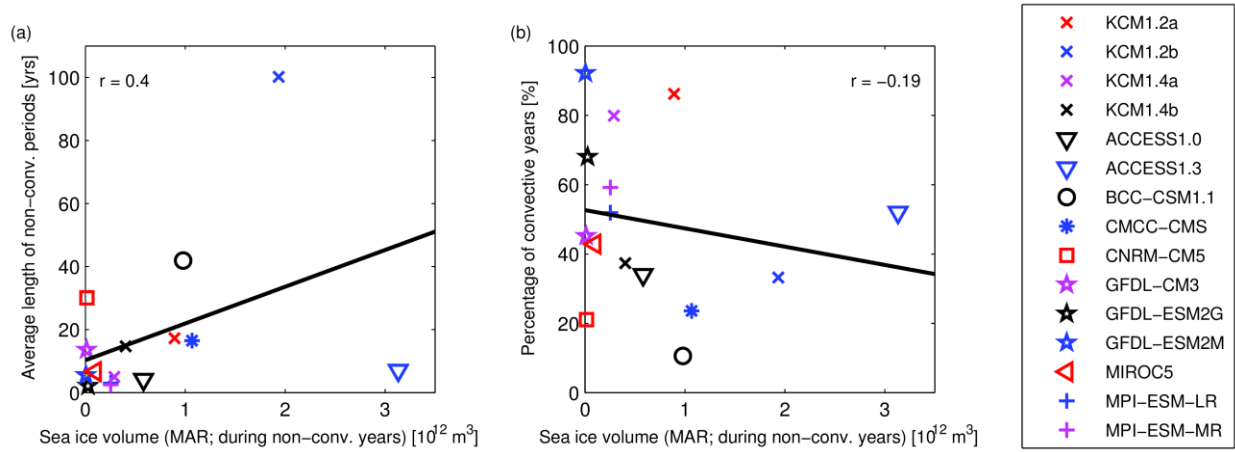 (a)
r = 0.4
Average length of non−conv. periods [yrs]
100
80
60
40
20
0
0 1 2 3
Sea ice volume (MAR; during non−conv. years) [10¹² m³]
(b)
r = −0.19
Percentage of convective years [%]
100
80
60
40
20
0
0 1 2 3
Sea ice volume (MAR; during non−conv. years) [10¹² m³]
KCM1.2a
KCM1.2b
KCM1.4a
KCM1.4b
ACCESS1.0
ACCESS1.3
BCC−CSM1.1
CMCC−CMS
CNRM−CM5
GFDL−CM3
GFDL−ESM2G
GFDL−ESM2M
MIROC5
MPI−ESM−LR
MPI−ESM−MR